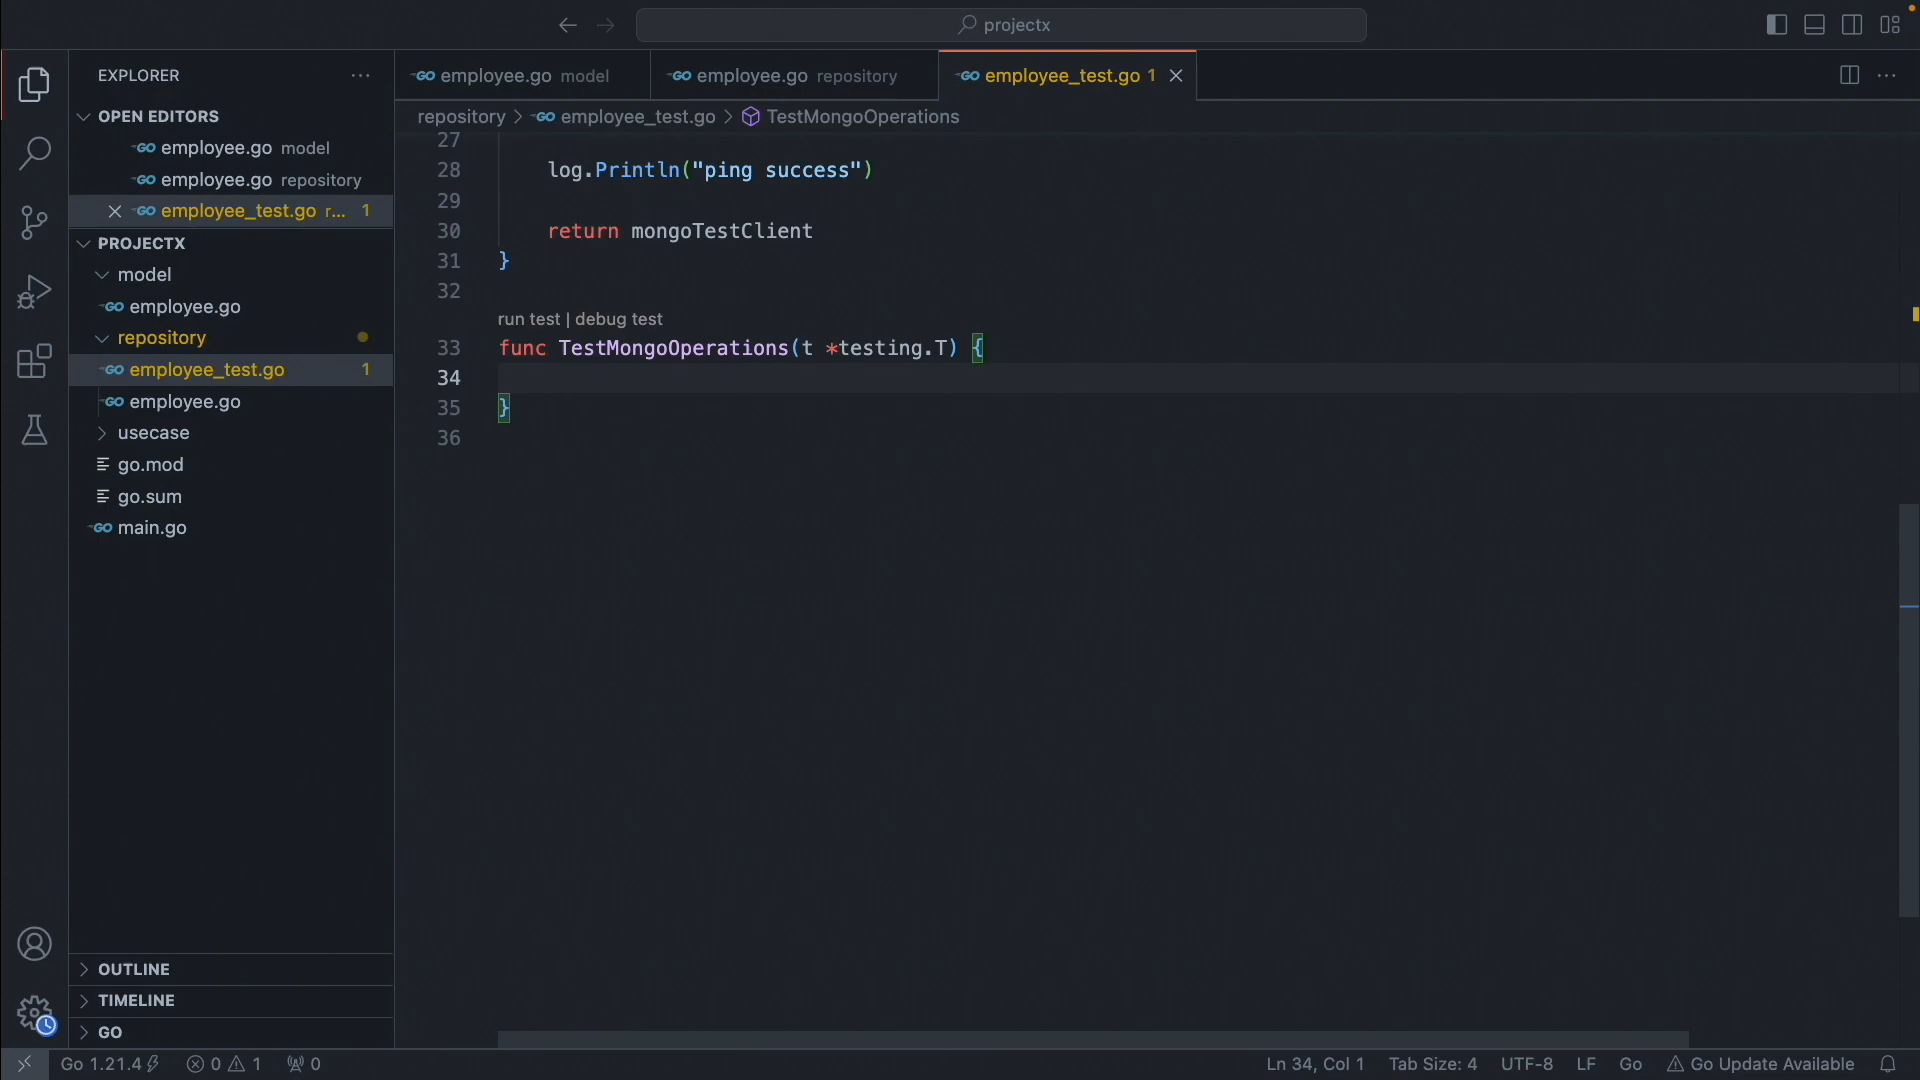 projectx
EXPLORER
OPEN EDITORS
employee.go model
employee.go repository
employee_test.go r... 1
PROJECTX
model
employee.go
repository
employee_test.go 1
employee.go
usecase
go.mod
go.sum
main.go
OUTLINE
TIMELINE
GO
employee.go model
employee.go repository
employee_test.go 1
repository > employee_test.go > TestMongoOperations
27
28 log.Println("ping success")
29
30 return mongoTestClient
31 }
32
run test | debug test
33 func TestMongoOperations(t *testing.T) {
34
35 }
36
Go 1.21.4 0 1 0
Ln 34, Col 1 Tab Size: 4 UTF-8 LF Go Go Update Available